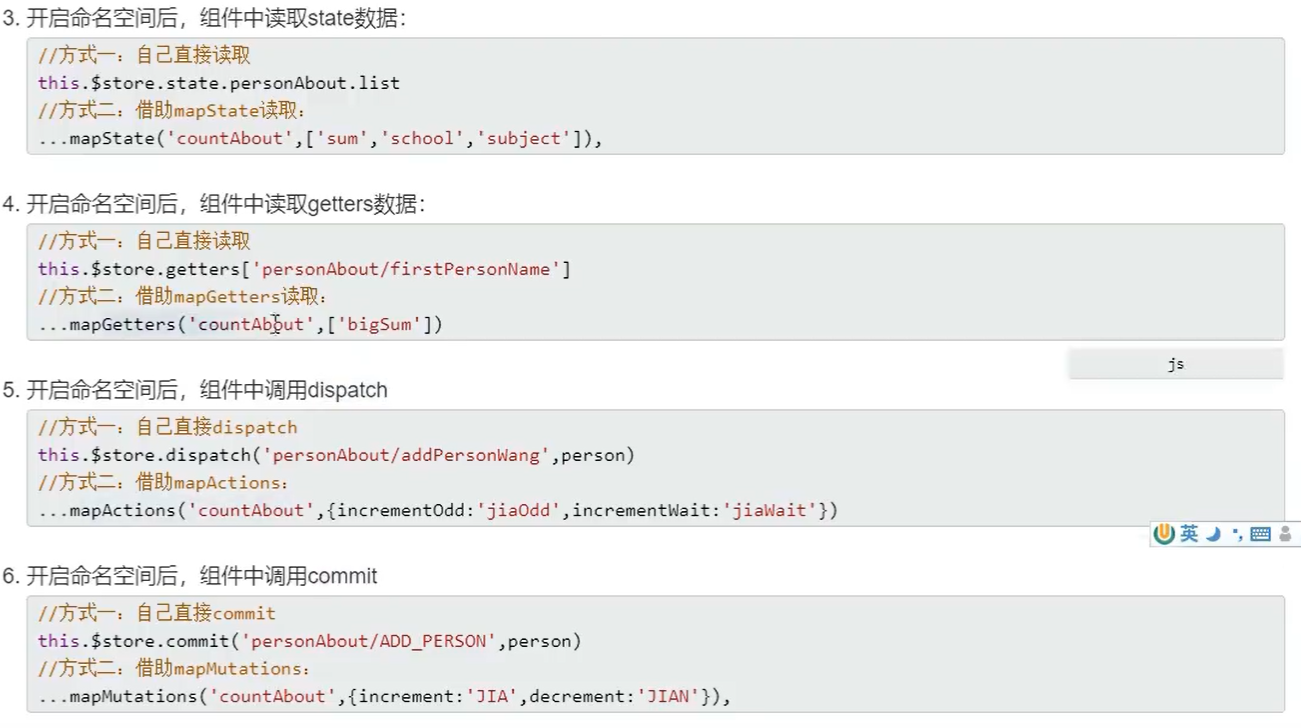 3. 开启命名空间后，组件中读取state数据：
//方式一：自己直接读取
this.$store.state.personAbout.list
//方式二：借助mapState读取：
...mapState('countAbout',['sum','school','subject']),
4. 开启命名空间后，组件中读取getters数据：
//方式一：自己直接读取
this.$store.getters['personAbout/firstPersonName']
//方式二：借助mapGetters读取：
...mapGetters('countAbout',['bigSum'])
js
5. 开启命名空间后，组件中调用dispatch
//方式一：自己直接dispatch
this.$store.dispatch('personAbout/addPersonWang',person)
//方式二：借助mapActions：
...mapActions('countAbout',{incrementOdd:'jiaOdd',incrementWait:'jiaWait'})
英
6. 开启命名空间后，组件中调用commit
//方式一：自己直接commit
this.$store.commit('personAbout/ADD_PERSON',person)
//方式二：借助mapMutations：
...mapMutations('countAbout',{increment:'JIA',decrement:'JIAN'}),